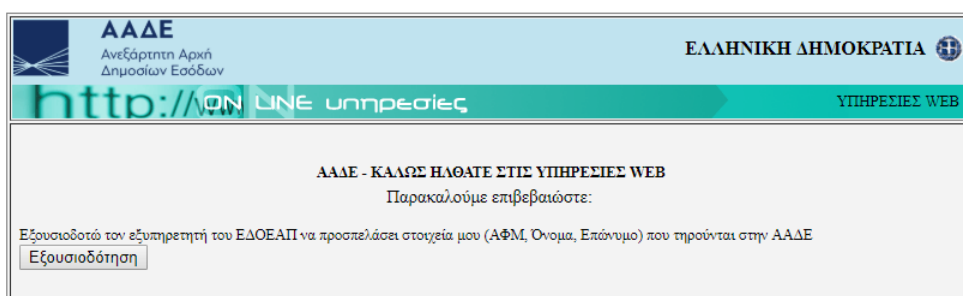 ΑΑΔΕ
Ανεξάρτητη Αρχή
Δημοσίων Εσόδων
ΕΛΛΗΝΙΚΗ ΔΗΜΟΚΡΑΤΙΑ
http://www
ON LINE υπηρεσίες
ΥΠΗΡΕΣΙΕΣ WEB
ΑΑΔΕ - ΚΑΛΩΣ ΗΛΘΑΤΕ ΣΤΙΣ ΥΠΗΡΕΣΙΕΣ WEB
Παρακαλούμε επιβεβαιώστε:
Εξουσιοδοτώ τον εξυπηρετητή του ΕΔΟΕΑΠ να προσπελάσει στοιχεία μου (ΑΦΜ, Όνομα, Επώνυμο) που τηρούνται στην ΑΑΔΕ
Εξουσιοδότηση